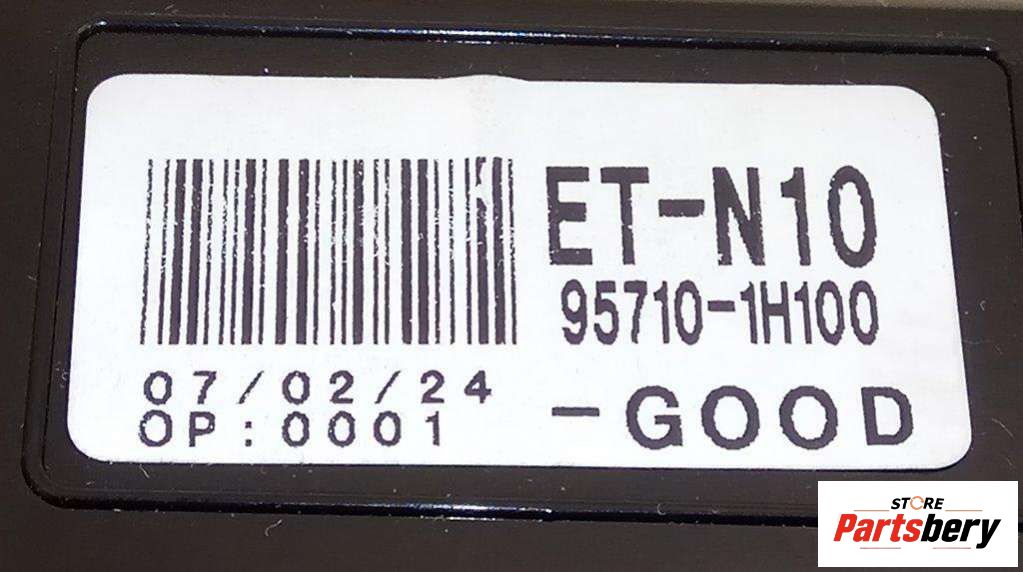 ET-N10
95710-1H100
07/02/24
OP:0001
-GOOD
STORE
Partsbery